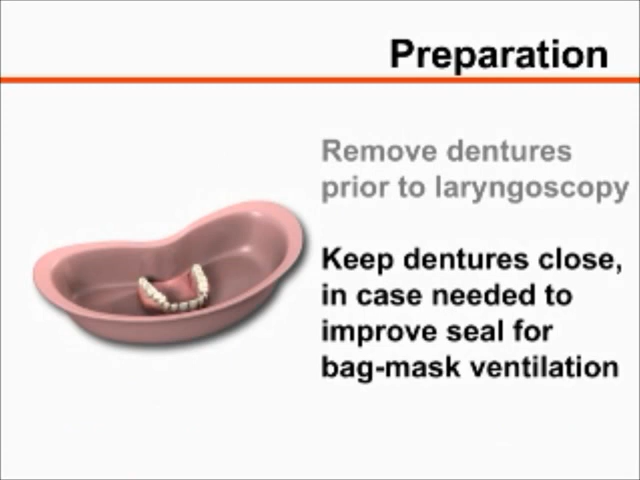 Preparation
Remove dentures
prior to laryngoscopy
Keep dentures close,
in case needed to
improve seal for
bag-mask ventilation